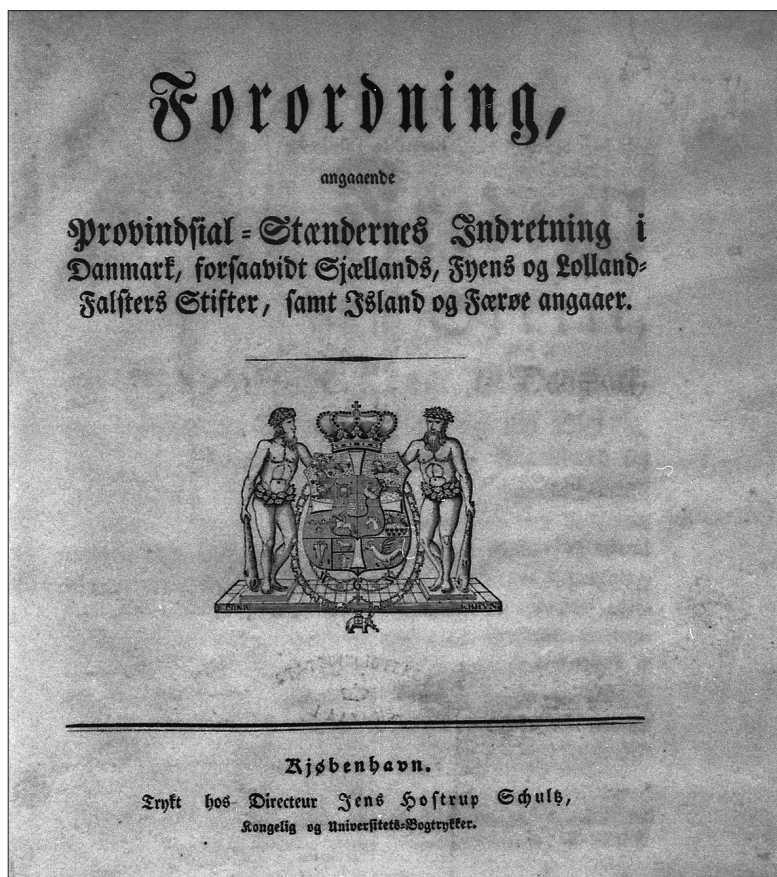 Forordning,
angaaende
Provindsial-Stændernes Indretning i
Danmark, forsaavidt Sjællands, Fyens og Lolland-
Falsters Stifter, samt Island og Færøe angaaer.
Kjøbenhavn.
Trykt hos Directeur Jens Hostrup Schultz,
Kongelig og Universitets-Bogtrykker.